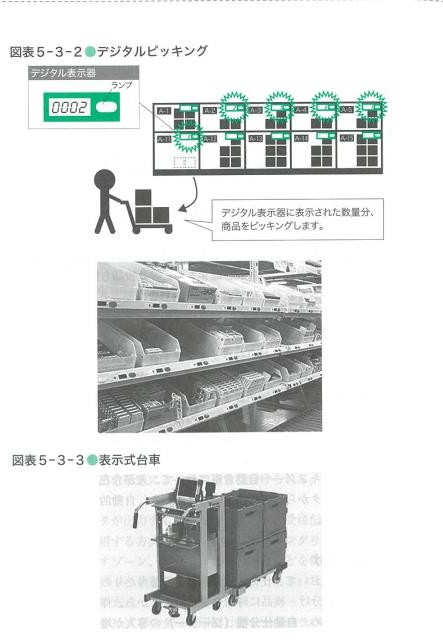 図表5-3-2●デジタルピッキング
デジタル表示器
ランプ
0002
A-1 A-2 A-3 A-4 A-5
A-11 A-12 A-13 A-14 A-15
デジタル表示器に表示された数量分、
商品をピッキングします。
図表5-3-3●表示式台車